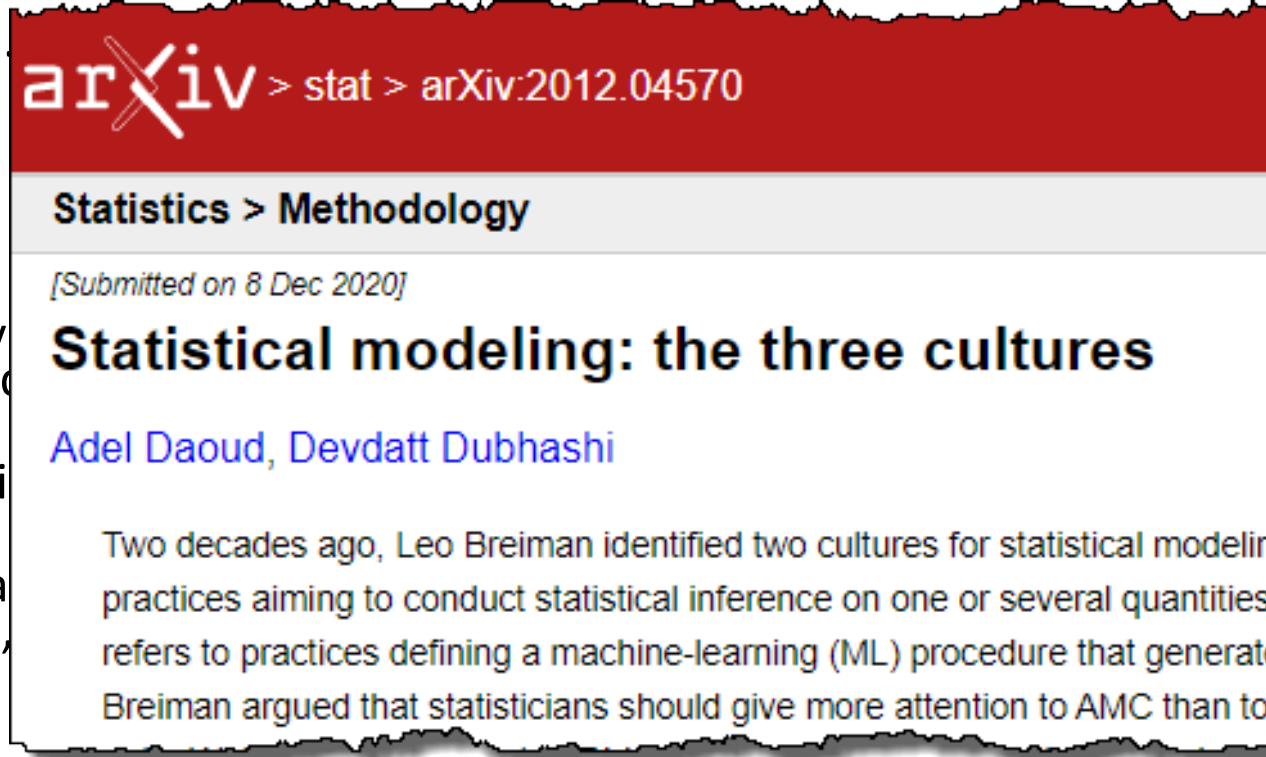 arXiv > stat > arXiv:2012.04570
Statistics > Methodology
[Submitted on 8 Dec 2020]
Statistical modeling: the three cultures
Adel Daoud, Devdatt Dubhashi
Two decades ago, Leo Breiman identified two cultures for statistical
practices aiming to conduct statistical inference on one or several quantities
refers to practices defining a machine-learning (ML) procedure that
Breiman argued that statisticians should give more attention to AMC than to